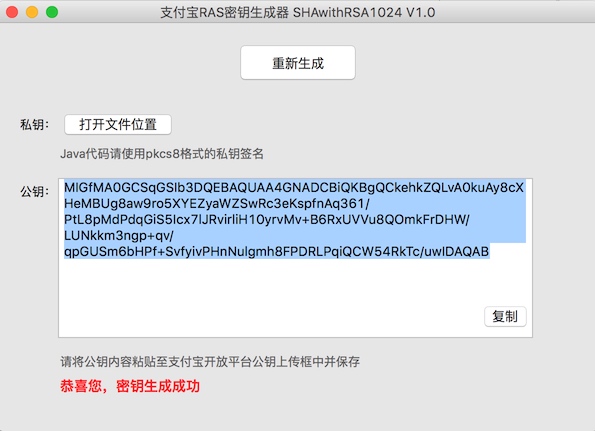 支付宝RAS密钥生成器 SHAwithRSA1024 V1.0
重新生成
私钥： 打开文件位置
Java代码请使用pkcs8格式的私钥签名
公钥： MIGfMA0GCSqGSIb3DQEBAQUAA4GNADCBiQKBgQCkehkZQLvA0kuAy8cX
HeMBUg8aw9ro5XYEZyaWZSwRc3eKspfnAq361/
PtL8pMdPdqGiS5Icx7lJRvirliH10yrvMv+B6RxUVVu8QOmkFrDHW/
LUNkkm3ngp+qv/
qpGUSm6bHPf+SvfyivPHnNulgmh8FPDRLPqiQCW54RkTc/uwIDAQAB
复制
请将公钥内容粘贴至支付宝开放平台公钥上传框中并保存
恭喜您，密钥生成成功